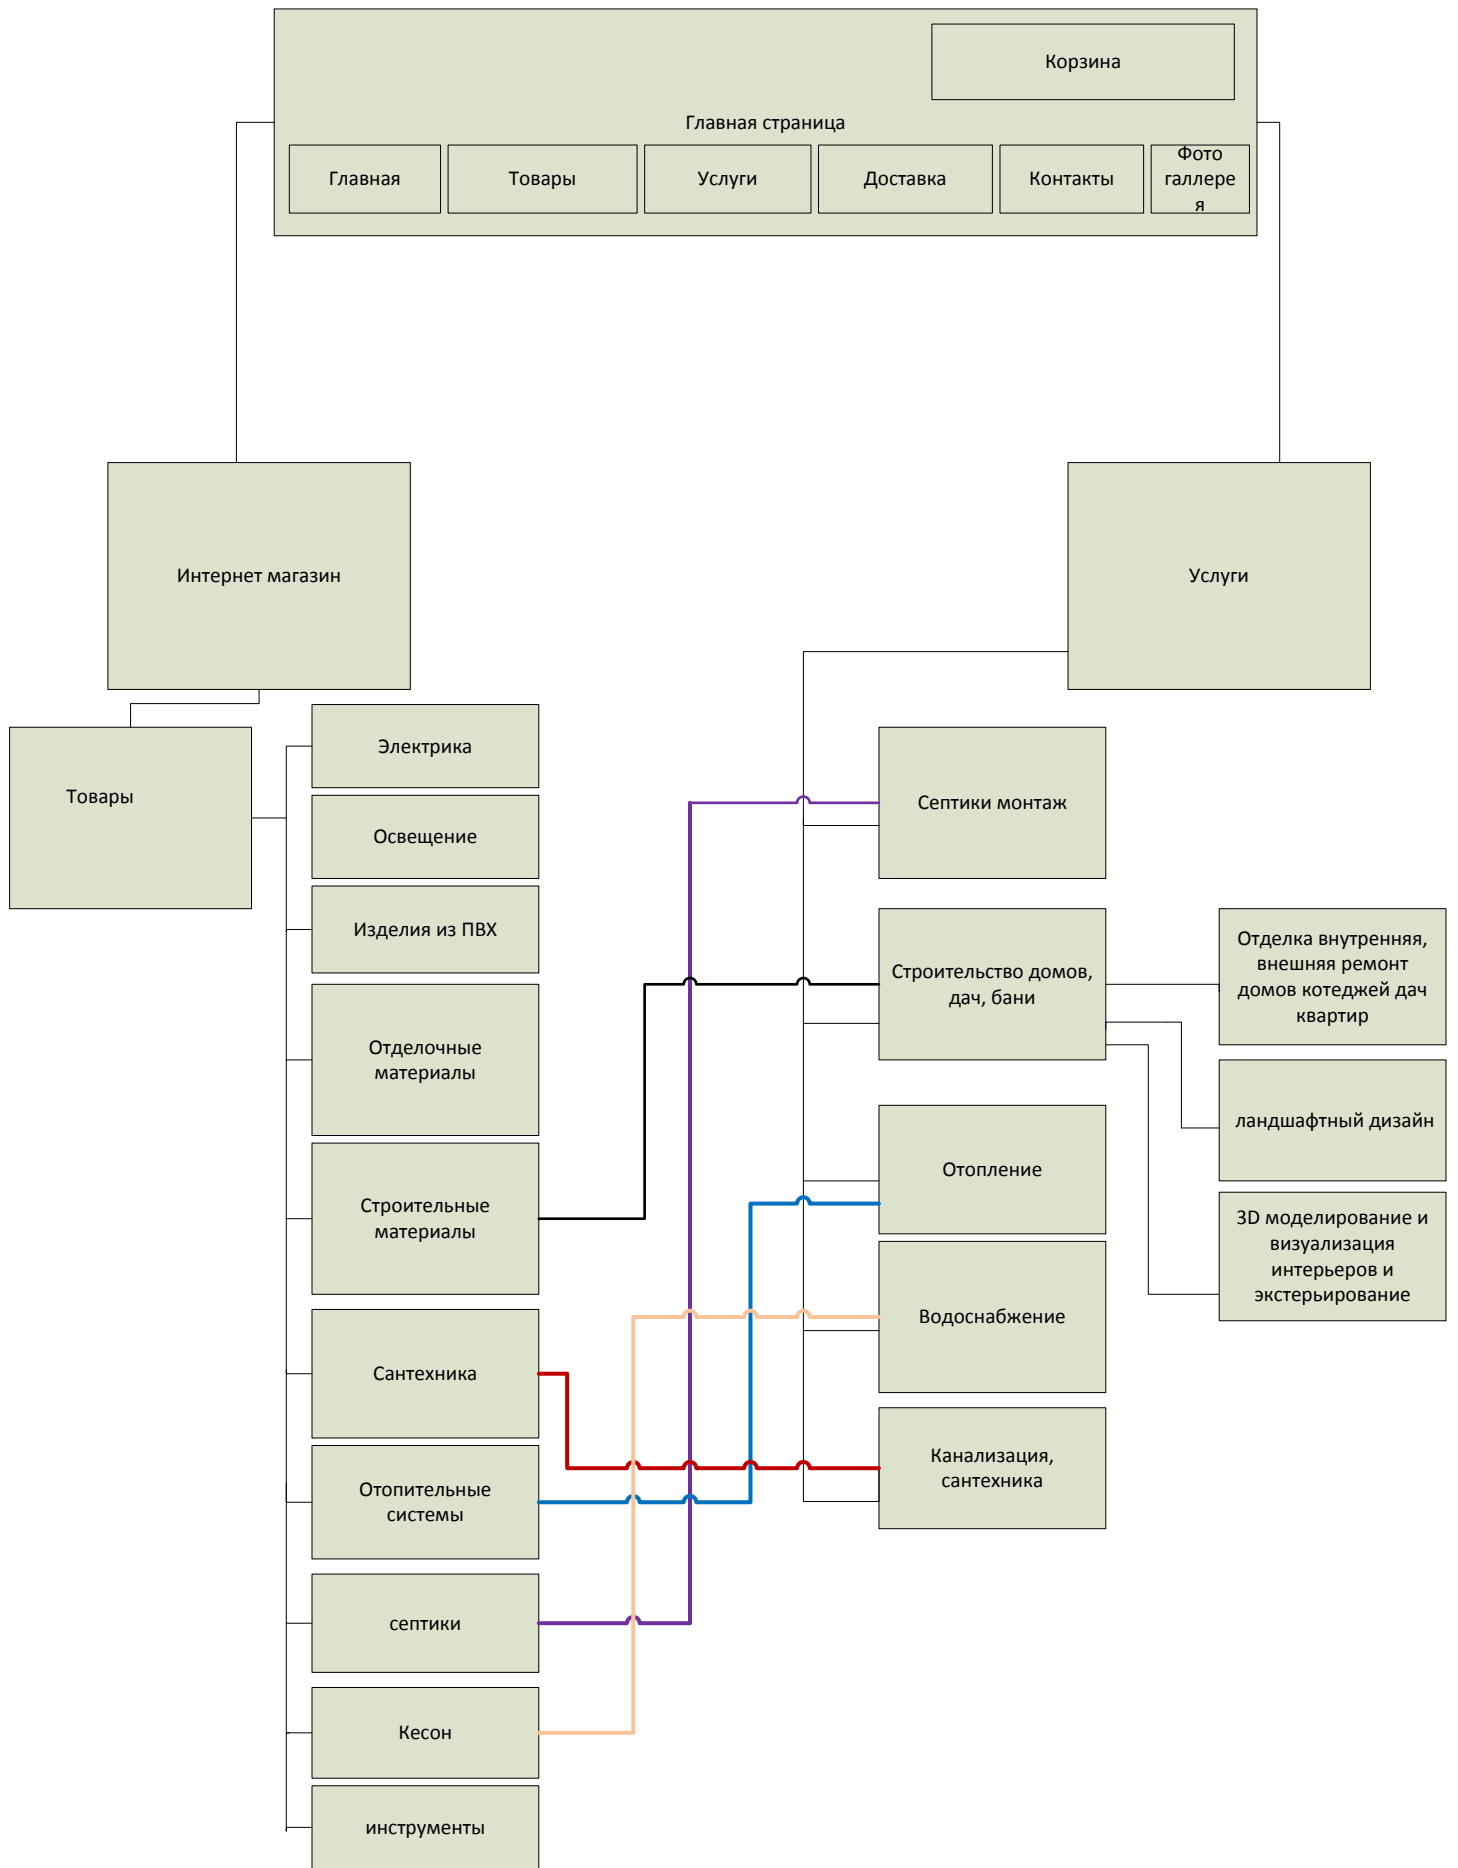 Корзина
Главная страница
Главная
Товары
Услуги
Доставка
Контакты
Фото
галлере
я
Интернет магазин
Услуги
Товары
Электрика
Освещение
Изделия из ПВХ
Отделочные
материалы
Строительные
материалы
Сантехника
Отопительные
системы
септики
Кесон
инструменты
Септики монтаж
Строительство домов,
дач, бани
Отопление
Водоснабжение
Канализация,
сантехника
Отделка внутренняя,
внешняя ремонт
домов котеджей дач
квартир
ландшафтный дизайн
3D моделирование и
визуализация
интерьеров и
экстерьирование